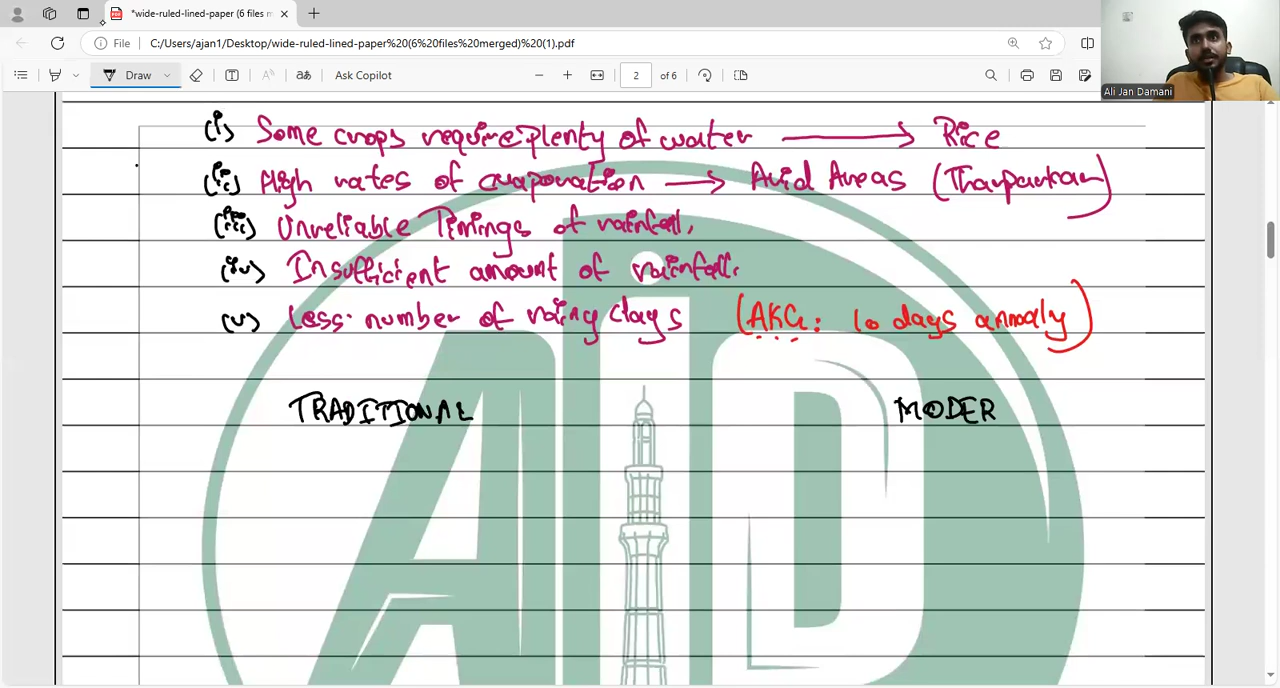 *wide-ruled-lined-paper (6 files m
File C:/Users/ajan1/Desktop/wide-ruled-lined-paper%20(6%20files%20merged)%20(1).pdf
Draw Ask Copilot 2 of 6
Ali Jan Damani
(i) Some crops require plenty of water → Rice
(ii) High rates of evaporation → Arid Areas (Tharparkar)
(iii) Unreliable Timings of rainfall.
(iv) Insufficient amount of rainfall.
(v) Less number of rainy days (AKG: 10 days annualy)
TRADITIONAL MODER
AiD